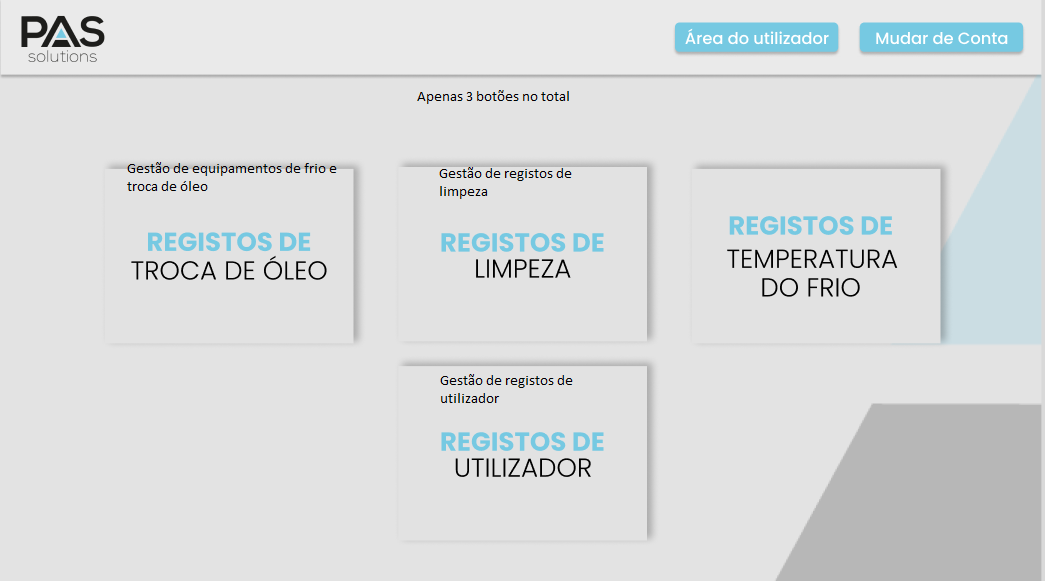 PAS
solutions
Área do utilizador
Mudar de Conta
Apenas 3 botões no total
Gestão de equipamentos de frio e
troca de óleo
REGISTOS DE
TROCA DE ÓLEO
Gestão de registos de
limpeza
REGISTOS DE
LIMPEZA
REGISTOS DE
TEMPERATURA
DO FRIO
Gestão de registos de
utilizador
REGISTOS DE
UTILIZADOR